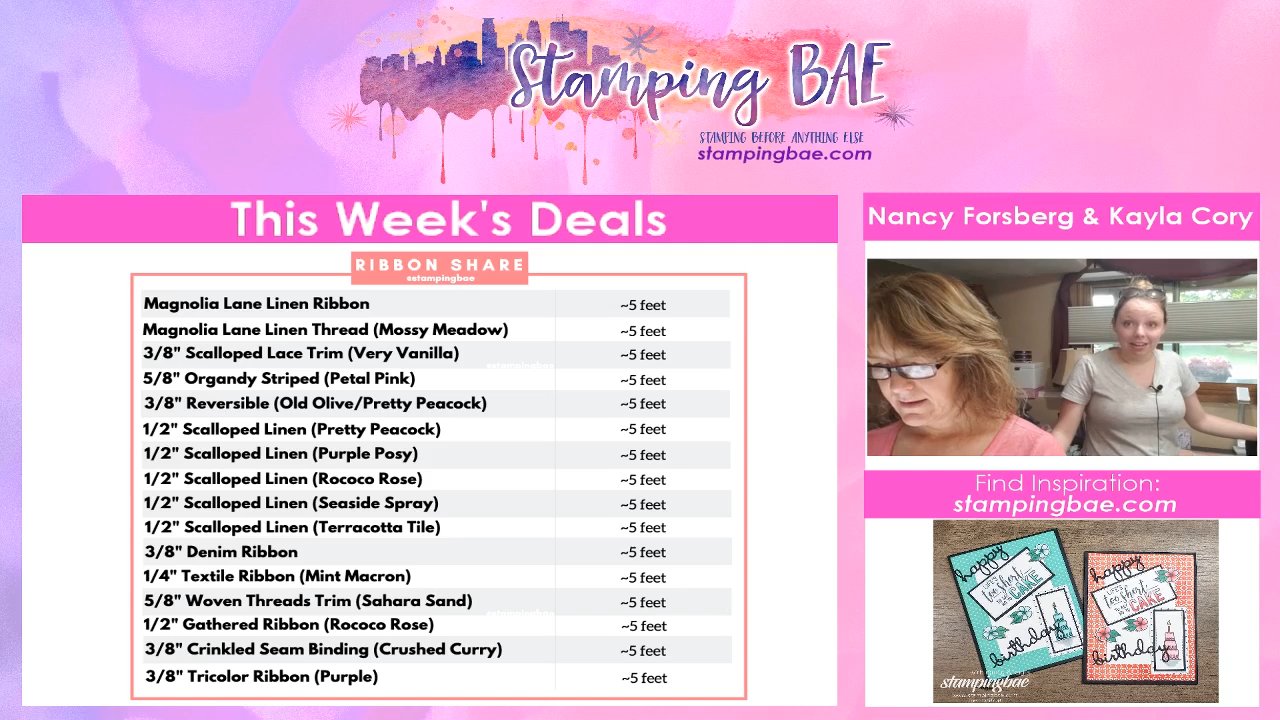 Stamping BAE
STAMPING BEFORE ANYTHING ELSE
stampingbae.com
This Week's Deals
RIBBON SHARE
@stampingbae
Magnolia Lane Linen Ribbon ~5 feet
Magnolia Lane Linen Thread (Mossy Meadow) ~5 feet
3/8" Scalloped Lace Trim (Very Vanilla) ~5 feet
5/8" Organdy Striped (Petal Pink) ~5 feet
3/8" Reversible (Old Olive/Pretty Peacock) ~5 feet
1/2" Scalloped Linen (Pretty Peacock) ~5 feet
1/2" Scalloped Linen (Purple Posy) ~5 feet
1/2" Scalloped Linen (Rococo Rose) ~5 feet
1/2" Scalloped Linen (Seaside Spray) ~5 feet
1/2" Scalloped Linen (Terracotta Tile) ~5 feet
3/8" Denim Ribbon ~5 feet
1/4" Textile Ribbon (Mint Macron) ~5 feet
5/8" Woven Threads Trim (Sahara Sand) ~5 feet
1/2" Gathered Ribbon (Rococo Rose) ~5 feet
3/8" Crinkled Seam Binding (Crushed Curry) ~5 feet
3/8" Tricolor Ribbon (Purple) ~5 feet
Nancy Forsberg & Kayla Cory
Find Inspiration:
stampingbae.com
happy
too short
CAKE
birthday
happy
too short
CAKE
birthday
stampingbae
www.stampingbae.com